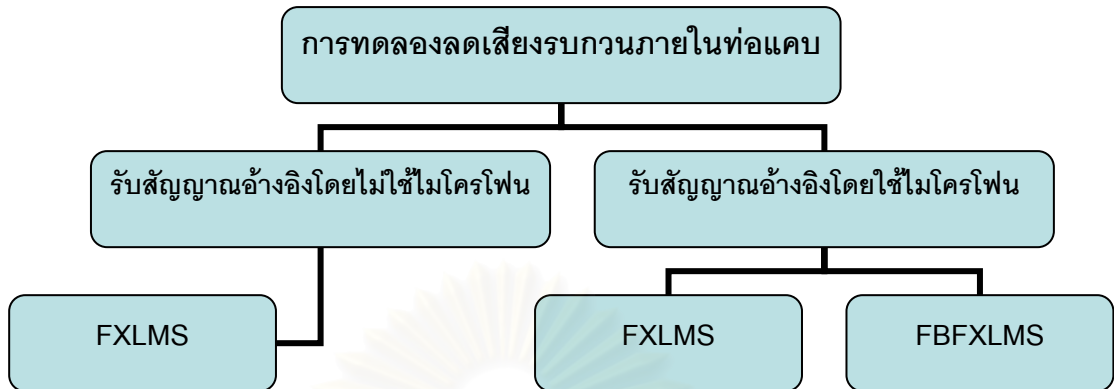 การทดลองลดเสียงรบกวนภายในท่อแคบ
รับสัญญาณอ้างอิงโดยไม่ใช้ไมโครโฟน
รับสัญญาณอ้างอิงโดยใช้ไมโครโฟน
FXLMS
FXLMS
FBFXLMS